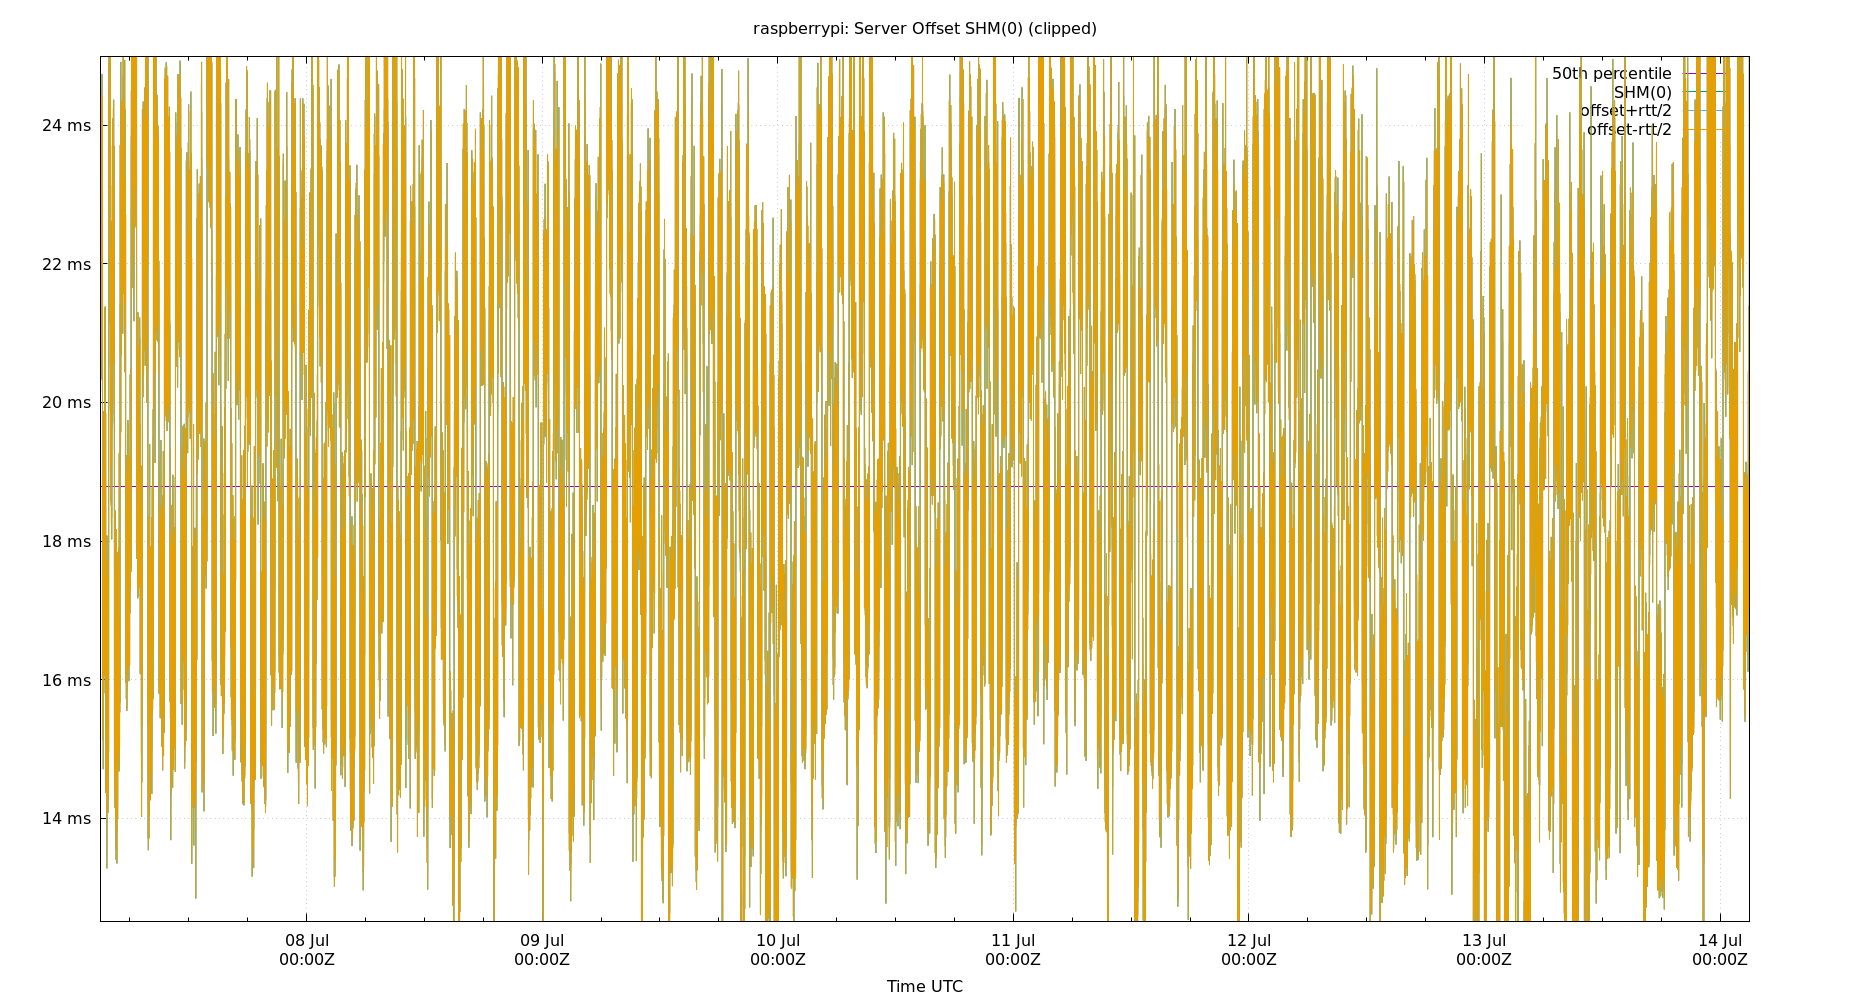 raspberrypi: Server Offset SHM(0) (clipped)
50th percentile
SHM(0)
offset+rtt/2
offset-rtt/2
24 ms
22 ms
20 ms
18 ms
16 ms
14 ms
08 Jul 09 Jul 10 Jul 11 Jul 12 Jul 13 Jul 14 Jul
00:00Z 00:00Z 00:00Z 00:00Z 00:00Z 00:00Z 00:00Z
Time UTC